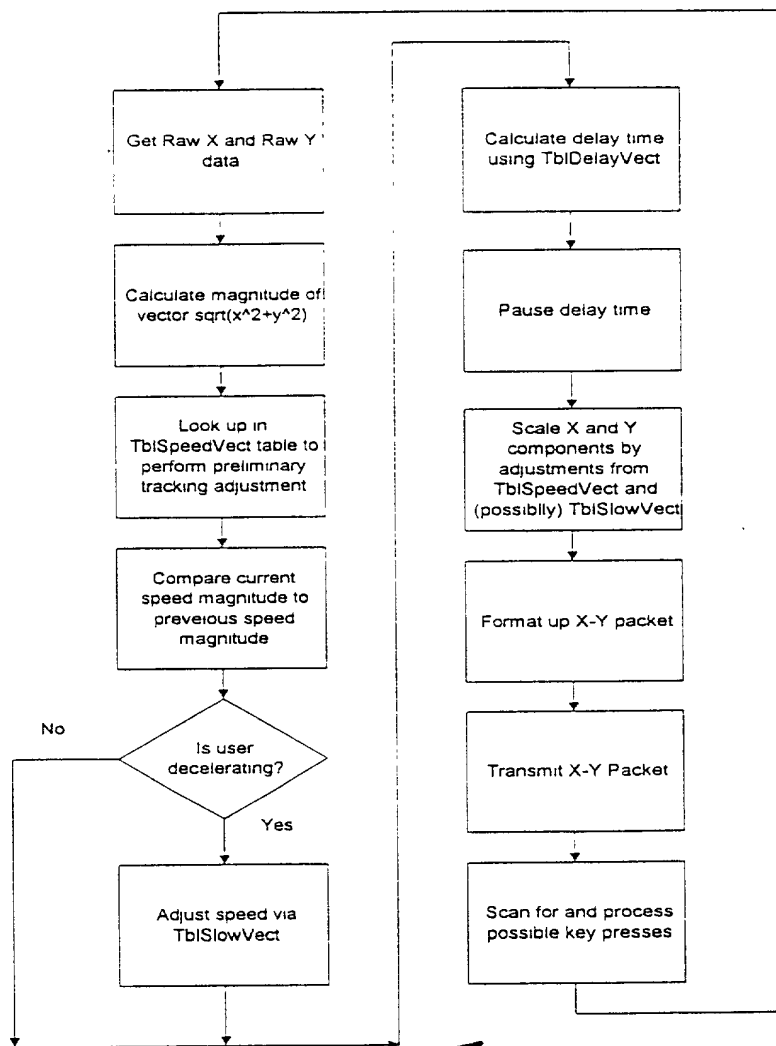 Get Raw X and Raw Y
data
Calculate magnitude of
vector sqrt(x^2+y^2)
Look up in
TblSpeedVect table to
perform preliminary
tracking adjustment
Compare current
speed magnitude to
preveious speed
magnitude
No
Is user
decelerating?
Yes
Adjust speed via
TblSlowVect
Calculate delay time
using TblDelayVect
Pause delay time
Scale X and Y
components by
adjustments from
TblSpeedVect and
(possiblly) TblSlowVect
Format up X-Y packet
Transmit X-Y Packet
Scan for and process
possible key presses